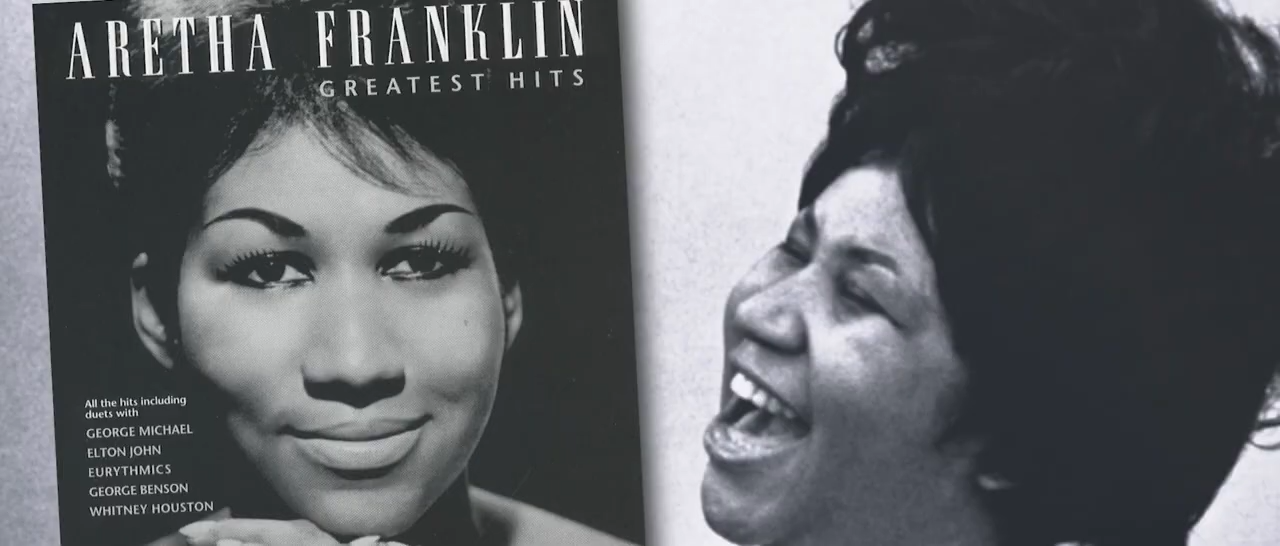 ARETHA FRANKLIN
GREATEST HITS
All the hits including
duets with
GEORGE MICHAEL
ELTON JOHN
EURYTHMICS
GEORGE BENSON
WHITNEY HOUSTON